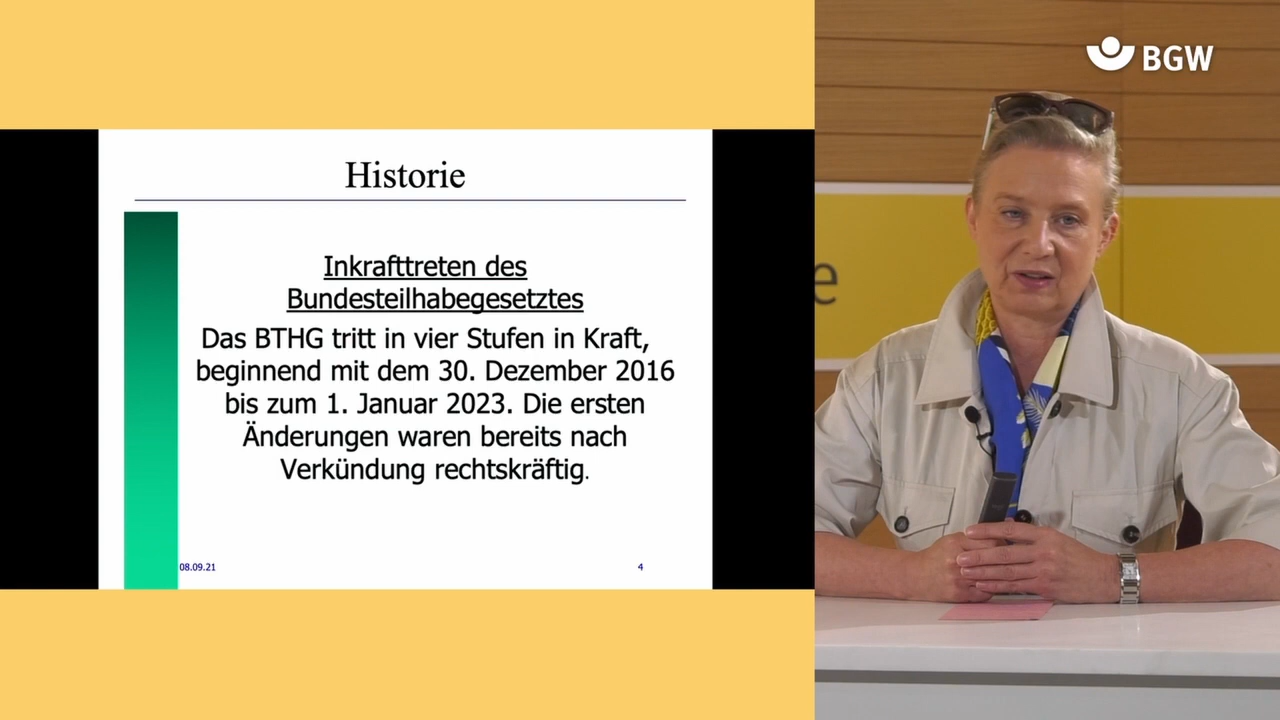 Historie
Inkrafttreten des
Bundesteilhabegesetztes
Das BTHG tritt in vier Stufen in Kraft,
beginnend mit dem 30. Dezember 2016
bis zum 1. Januar 2023. Die ersten
Änderungen waren bereits nach
Verkündung rechtskräftig.
08.09.21
4
BGW
e